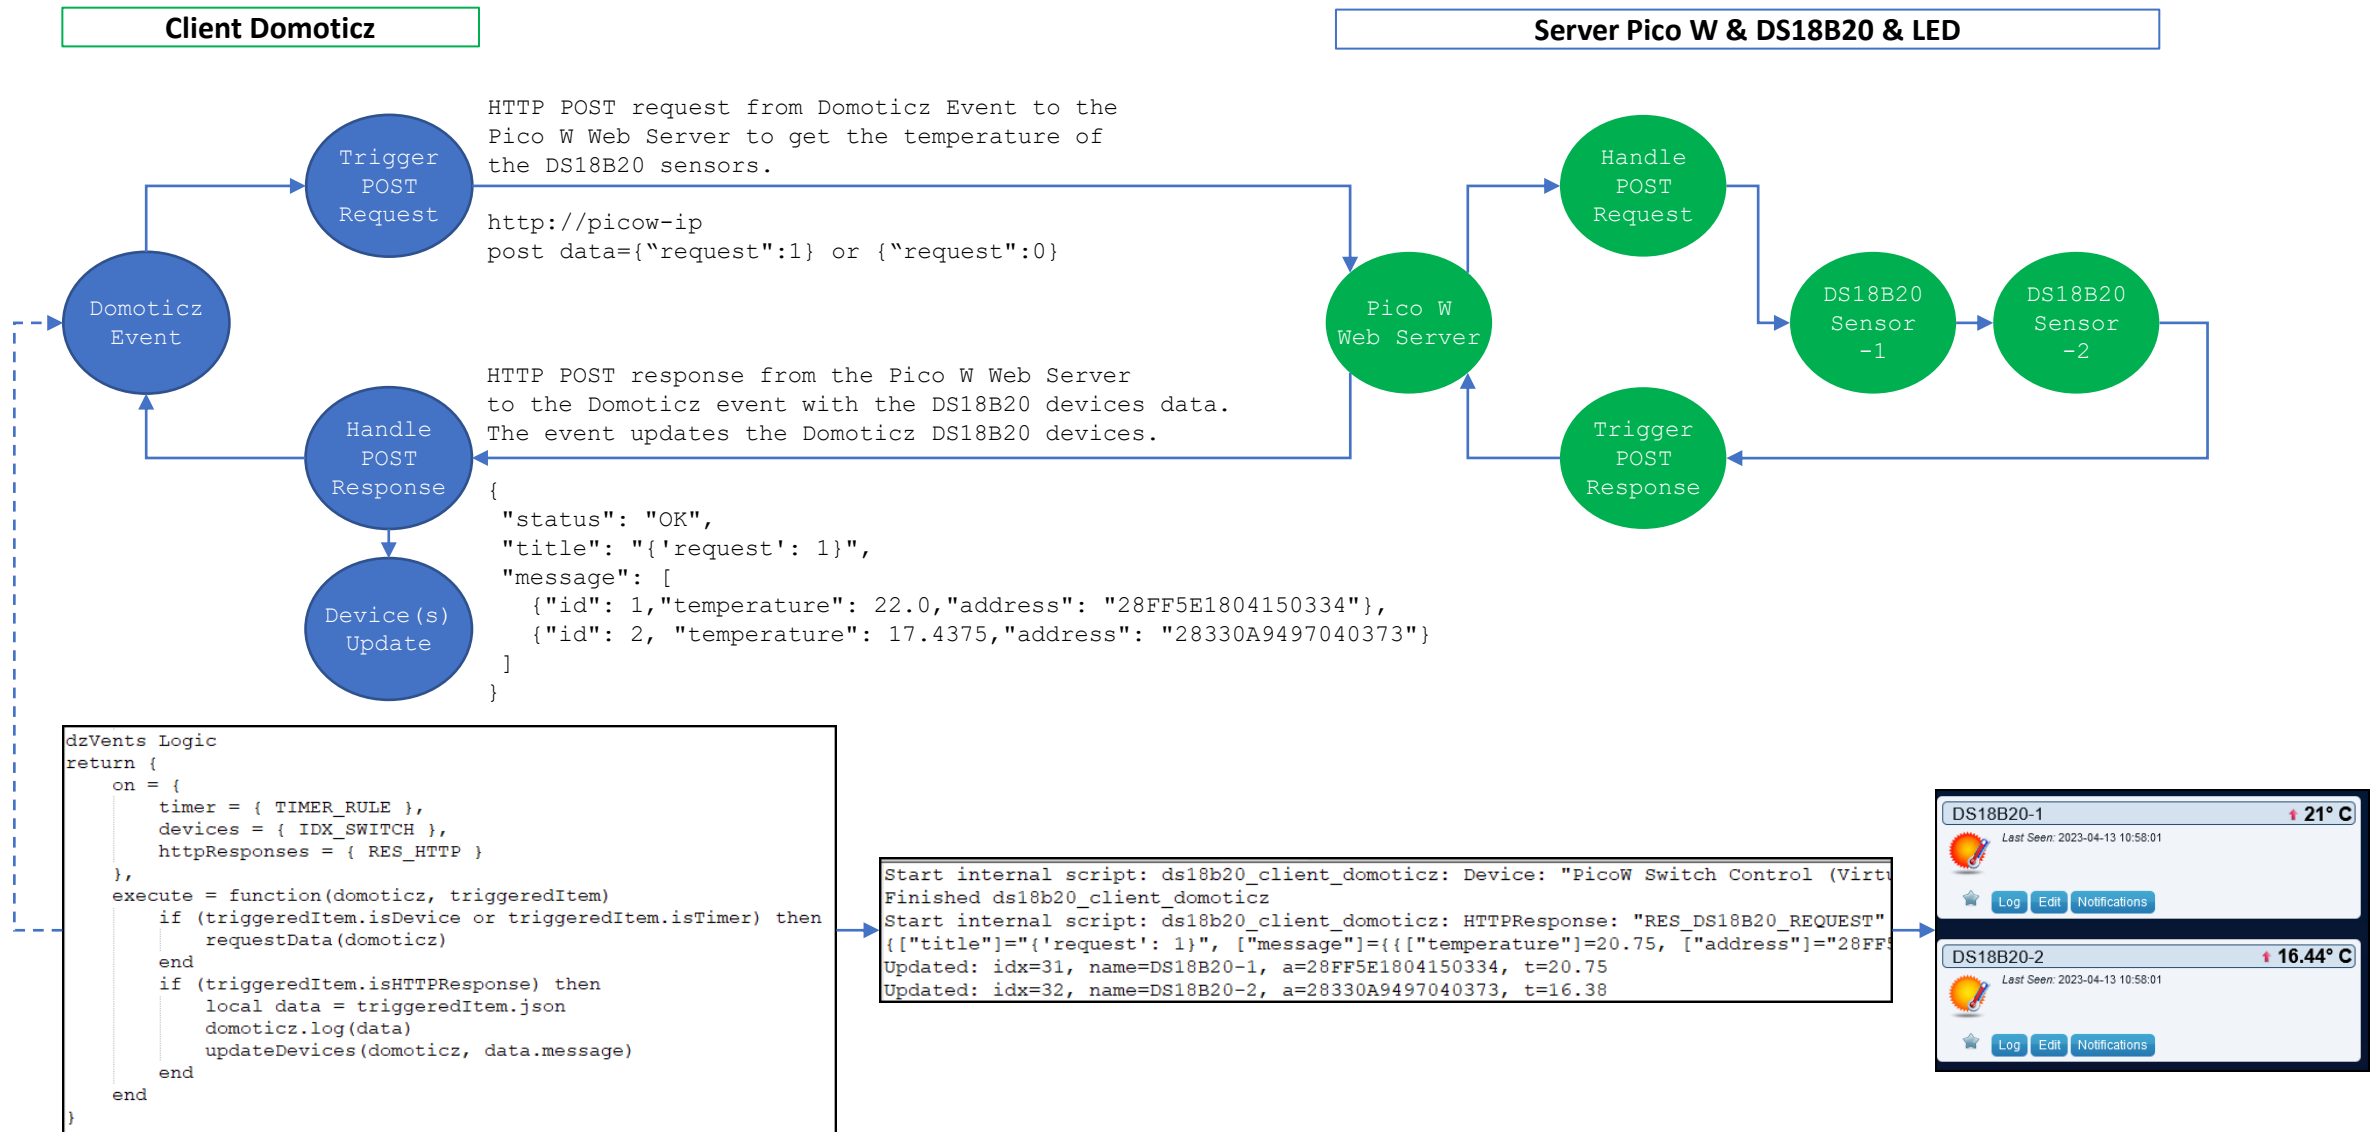 Client Domoticz
Server Pico W & DS18B20 & LED
HTTP POST request from Domoticz Event to the
Pico W Web Server to get the temperature of
the DS18B20 sensors.
http://picow-ip
post data={“request":1} or {“request":0}
Trigger
POST
Request
Domoticz
Event
Handle
POST
Request
Pico W
Web Server
DS18B20
Sensor
-1
DS18B20
Sensor
-2
HTTP POST response from the Pico W Web Server
to the Domoticz event with the DS18B20 devices data.
The event updates the Domoticz DS18B20 devices.
Handle
POST
Response
Trigger
POST
Response
{
"status": "OK",
"title": "{'request': 1}",
"message": [
{"id": 1,"temperature": 22.0,"address": "28FF5E1804150334"},
{"id": 2, "temperature": 17.4375,"address": "28330A9497040373"}
]
}
Device(s)
Update
dzVents Logic
return {
on = {
timer = { TIMER_RULE },
devices = { IDX_SWITCH },
httpResponses = { RES_HTTP }
},
execute = function(domoticz, triggeredItem)
if (triggeredItem.isDevice or triggeredItem.isTimer) then
requestData(domoticz)
end
if (triggeredItem.isHTTPResponse) then
local data = triggeredItem.json
domoticz.log(data)
updateDevices(domoticz, data.message)
end
end
}
Start internal script: ds18b20_client_domoticz: Device: "PicoW Switch Control (Virtu
Finished ds18b20_client_domoticz
Start internal script: ds18b20_client_domoticz: HTTPResponse: "RES_DS18B20_REQUEST"
{["title"]="{'request': 1}", ["message"]={{["temperature"]=20.75, ["address"]="28FF5
Updated: idx=31, name=DS18B20-1, a=28FF5E1804150334, t=20.75
Updated: idx=32, name=DS18B20-2, a=28330A9497040373, t=16.38
DS18B20-1 21° C
Last Seen: 2023-04-13 10:58:01
Log Edit Notifications
DS18B20-2 16.44° C
Last Seen: 2023-04-13 10:58:01
Log Edit Notifications